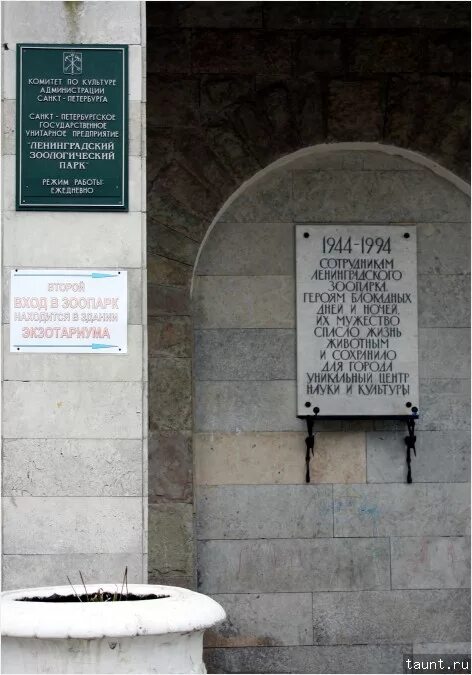 КОМИТЕТ ПО КУЛЬТУРЕ
АДМИНИСТРАЦИИ
САНКТ-ПЕТЕРБУРГА
САНКТ-ПЕТЕРБУРГСКОЕ
ГОСУДАРСТВЕННОЕ
УНИТАРНОЕ ПРЕДПРИЯТИЕ
"ЛЕНИНГРАДСКИЙ
ЗООЛОГИЧЕСКИЙ
ПАРК"
РЕЖИМ РАБОТЫ:
ЕЖЕДНЕВНО
ВТОРОЙ
ВХОД В ЗООПАРК
НАХОДИТСЯ В ЗДАНИИ
ЭКЗОТАРИУМА
1944-1994
СОТРУДНИКАМ
ЛЕНИНГРАДСКОГО
ЗООПАРКА.
ГЕРОЯМ БЛОКАДНЫХ
ДНЕЙ И НОЧЕЙ.
ИХ МУЖЕСТВО
СПАСЛО ЖИЗНЬ
ЖИВОТНЫМ
И СОХРАНИЛО
ДЛЯ ГОРОДА
УНИКАЛЬНЫЙ ЦЕНТР
НАУКИ И КУЛЬТУРЫ
taunt.ru